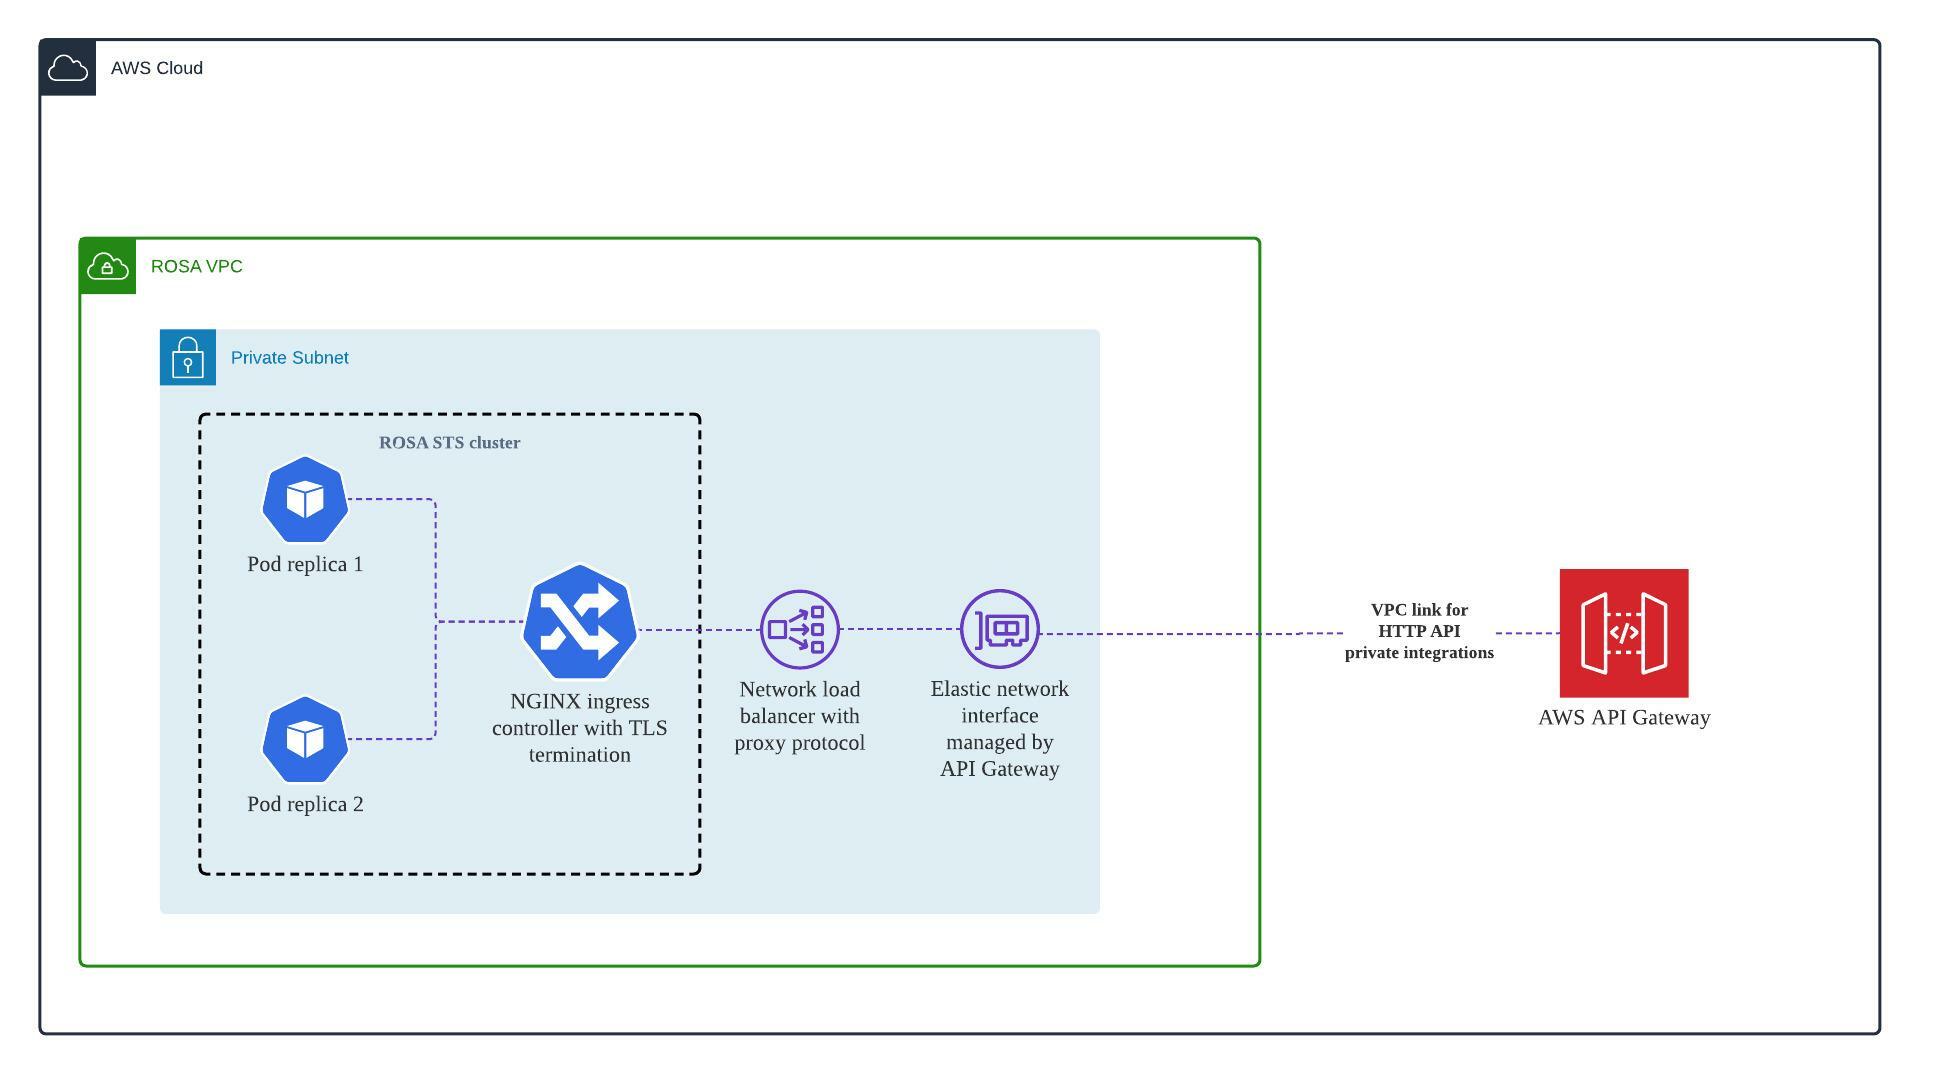 AWS Cloud
ROSA VPC
Private Subnet
ROSA STS cluster
Pod replica 1
Pod replica 2
NGINX ingress
controller with TLS
termination
Network load
balancer with
proxy protocol
Elastic network
interface
managed by
API Gateway
VPC link for
HTTP API
private integrations
AWS API Gateway